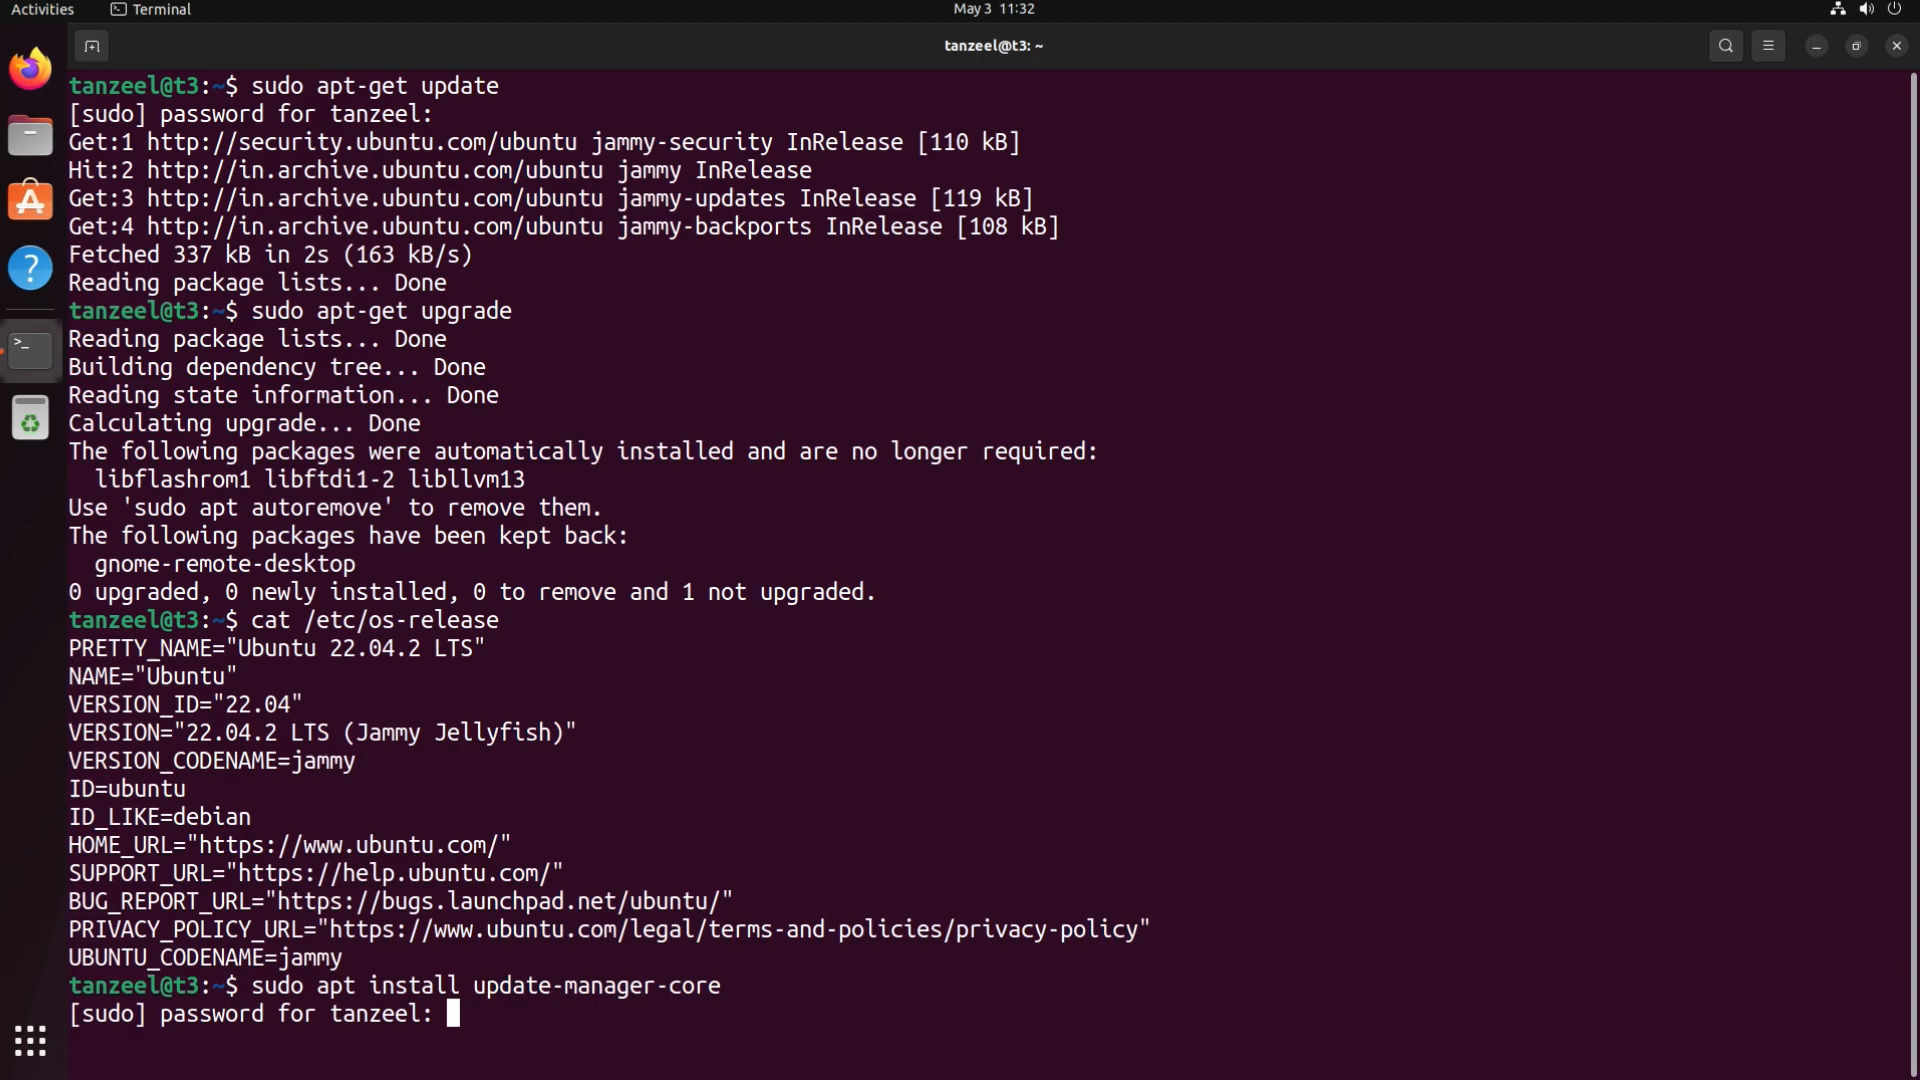 Activities Terminal May 3 11:32
tanzeel@t3: ~
tanzeel@t3:~$ sudo apt-get update
[sudo] password for tanzeel:
Get:1 http://security.ubuntu.com/ubuntu jammy-security InRelease [110 kB]
Hit:2 http://in.archive.ubuntu.com/ubuntu jammy InRelease
Get:3 http://in.archive.ubuntu.com/ubuntu jammy-updates InRelease [119 kB]
Get:4 http://in.archive.ubuntu.com/ubuntu jammy-backports InRelease [108 kB]
Fetched 337 kB in 2s (163 kB/s)
Reading package lists... Done
tanzeel@t3:~$ sudo apt-get upgrade
Reading package lists... Done
Building dependency tree... Done
Reading state information... Done
Calculating upgrade... Done
The following packages were automatically installed and are no longer required:
  libflashrom1 libftdi1-2 libllvm13
Use 'sudo apt autoremove' to remove them.
The following packages have been kept back:
  gnome-remote-desktop
0 upgraded, 0 newly installed, 0 to remove and 1 not upgraded.
tanzeel@t3:~$ cat /etc/os-release
PRETTY_NAME="Ubuntu 22.04.2 LTS"
NAME="Ubuntu"
VERSION_ID="22.04"
VERSION="22.04.2 LTS (Jammy Jellyfish)"
VERSION_CODENAME=jammy
ID=ubuntu
ID_LIKE=debian
HOME_URL="https://www.ubuntu.com/"
SUPPORT_URL="https://help.ubuntu.com/"
BUG_REPORT_URL="https://bugs.launchpad.net/ubuntu/"
PRIVACY_POLICY_URL="https://www.ubuntu.com/legal/terms-and-policies/privacy-policy"
UBUNTU_CODENAME=jammy
tanzeel@t3:~$ sudo apt install update-manager-core
[sudo] password for tanzeel: